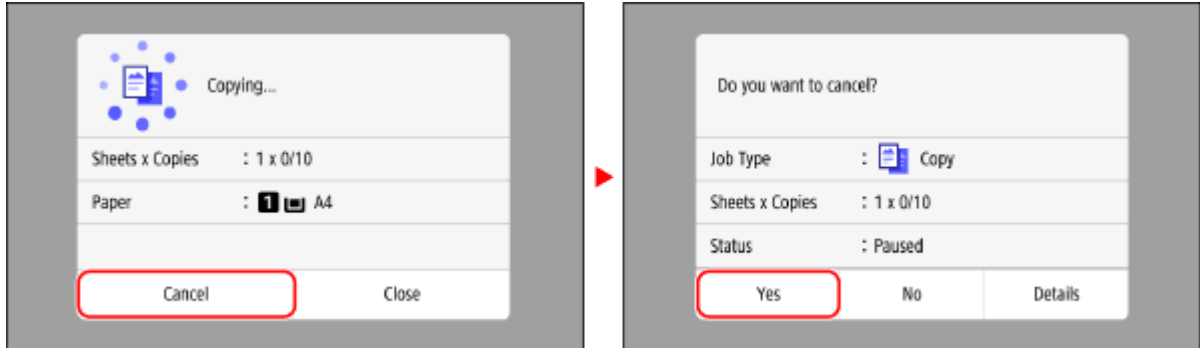 Copying...
Sheets x Copies : 1 x 0/10
Paper : 1 A4
Cancel Close
Do you want to cancel?
Job Type : Copy
Sheets x Copies : 1 x 0/10
Status : Paused
Yes No Details